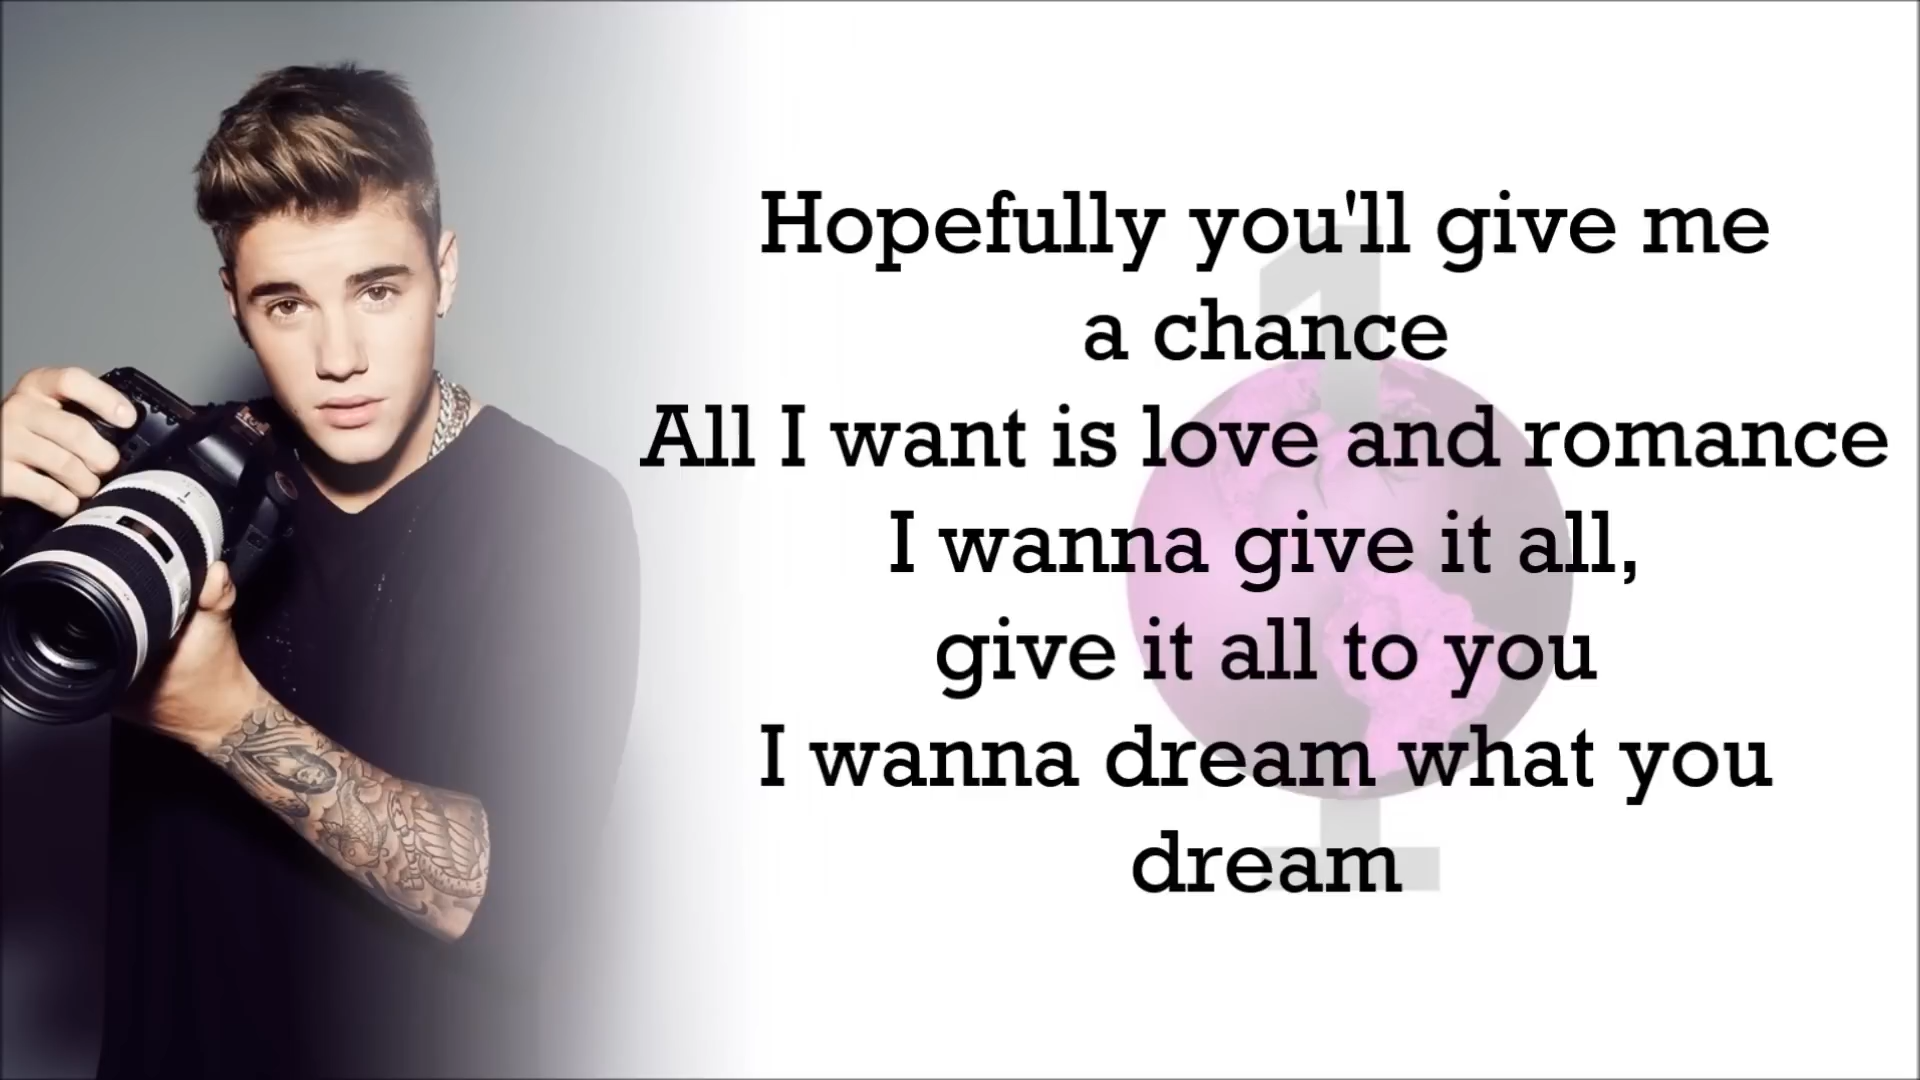 Hopefully you'll give me
a chance
All I want is love and romance
I wanna give it all,
give it all to you
I wanna dream what you
dream